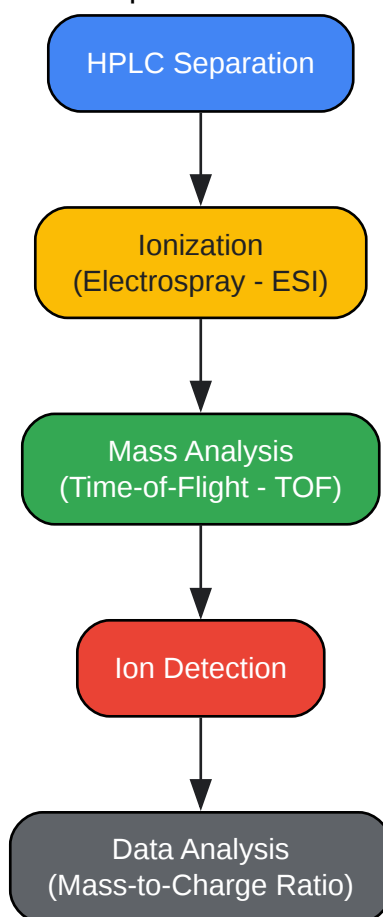 HPLC Separation
Ionization
(Electrospray - ESI)
Mass Analysis
(Time-of-Flight - TOF)
Ion Detection
Data Analysis
(Mass-to-Charge Ratio)